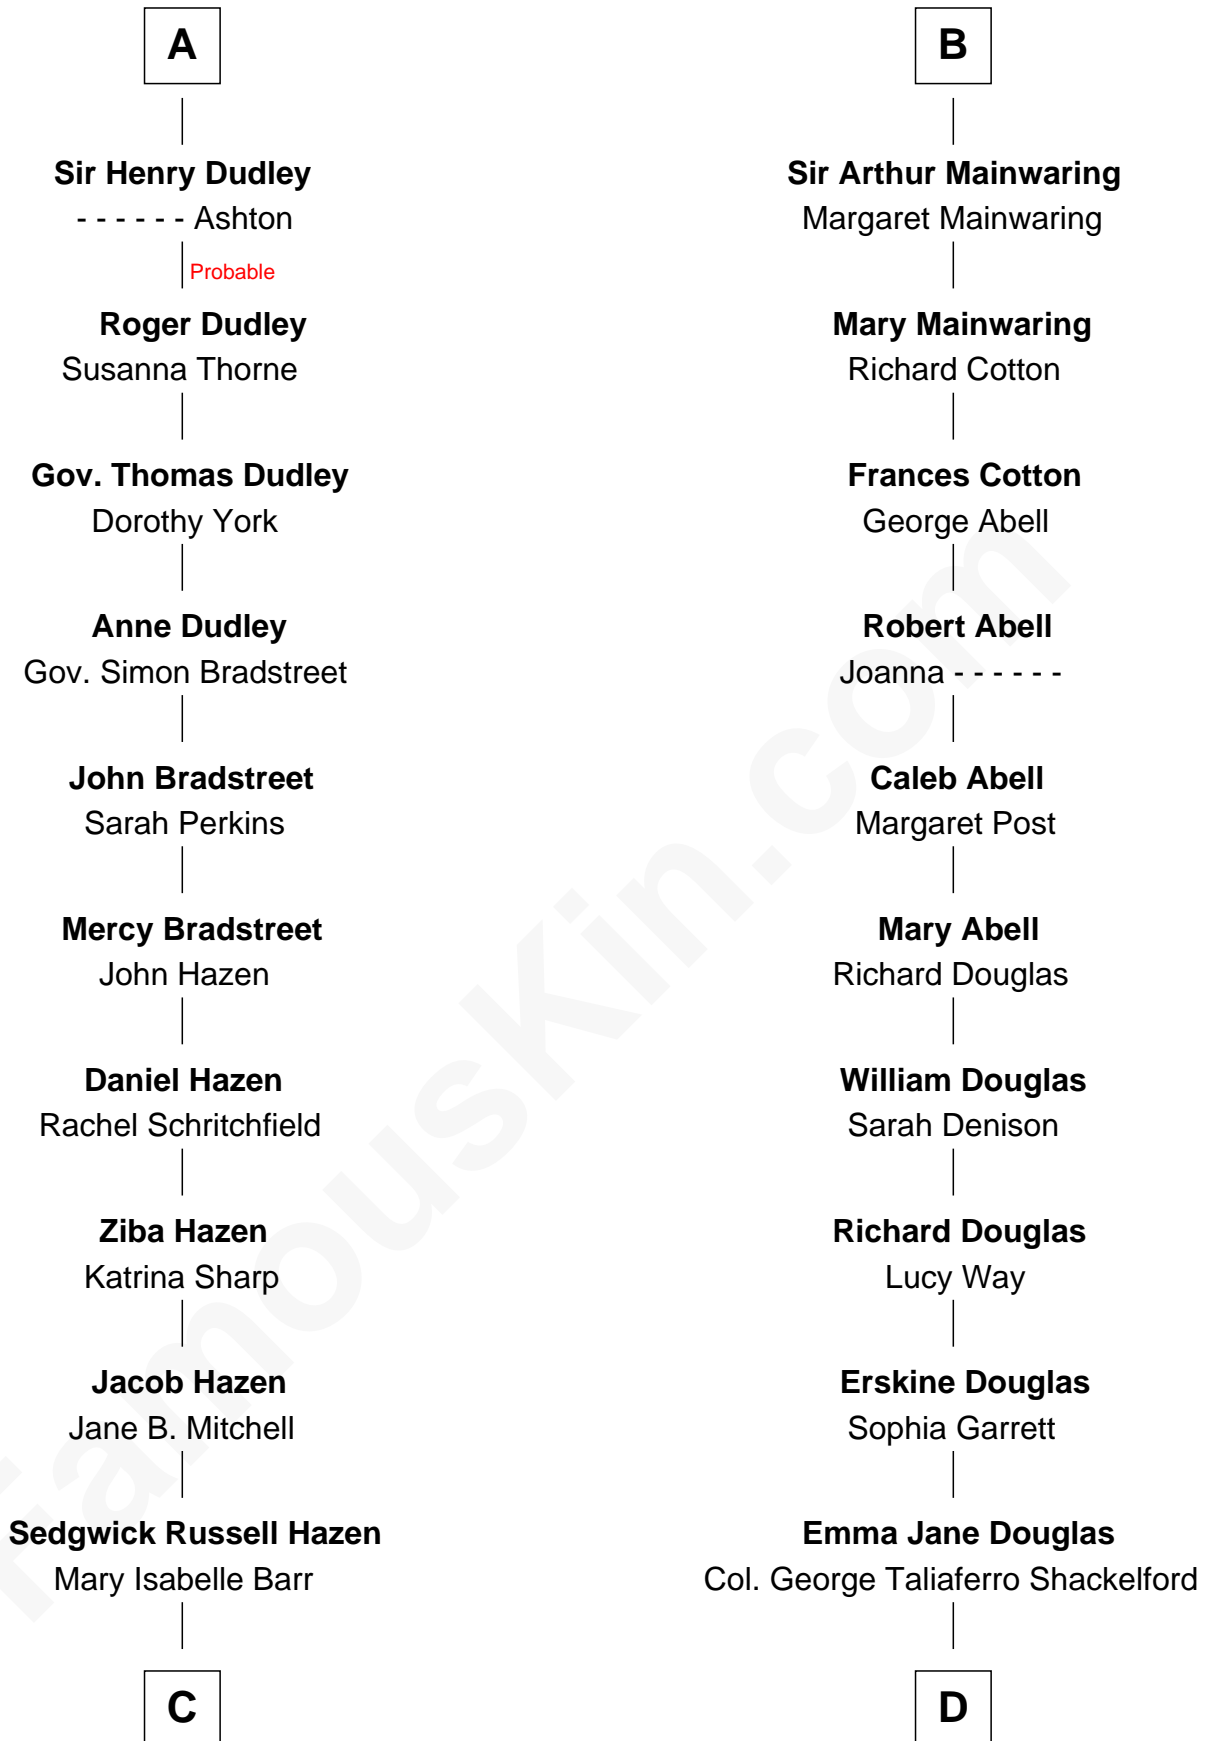 A
Sir Henry Dudley
- - - - - - Ashton
Probable
Roger Dudley
Susanna Thorne
Gov. Thomas Dudley
Dorothy York
Anne Dudley
Gov. Simon Bradstreet
John Bradstreet
Sarah Perkins
Mercy Bradstreet
John Hazen
Daniel Hazen
Rachel Schritchfield
Ziba Hazen
Katrina Sharp
Jacob Hazen
Jane B. Mitchell
Sedgwick Russell Hazen
Mary Isabelle Barr
C
B
Sir Arthur Mainwaring
Margaret Mainwaring
Mary Mainwaring
Richard Cotton
Frances Cotton
George Abell
Robert Abell
Joanna - - - - - -
Caleb Abell
Margaret Post
Mary Abell
Richard Douglas
William Douglas
Sarah Denison
Richard Douglas
Lucy Way
Erskine Douglas
Sophia Garrett
Emma Jane Douglas
Col. George Taliaferro Shackelford
D
FamousKin.com